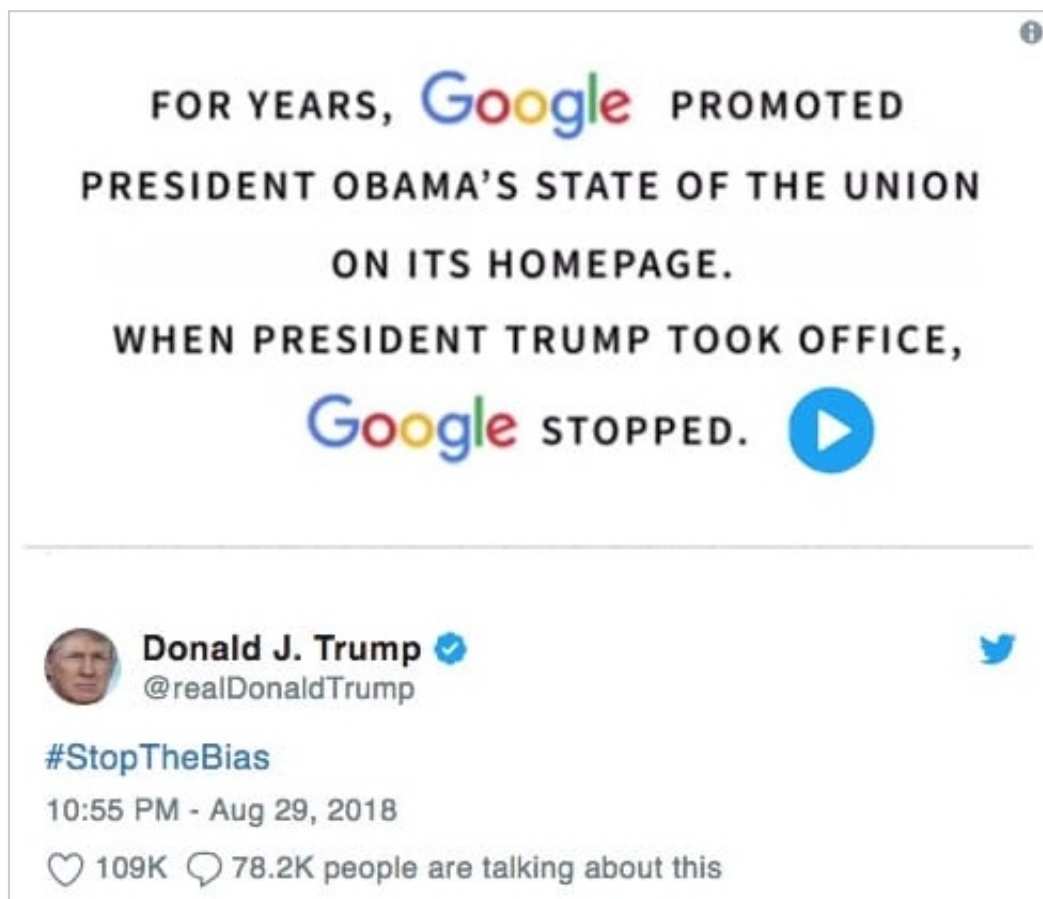 FOR YEARS, Google PROMOTED
PRESIDENT OBAMA'S STATE OF THE UNION
ON ITS HOMEPAGE.
WHEN PRESIDENT TRUMP TOOK OFFICE,
Google STOPPED.
Donald J. Trump
@realDonaldTrump
#StopTheBias
10:55 PM - Aug 29, 2018
109K 78.2K people are talking about this